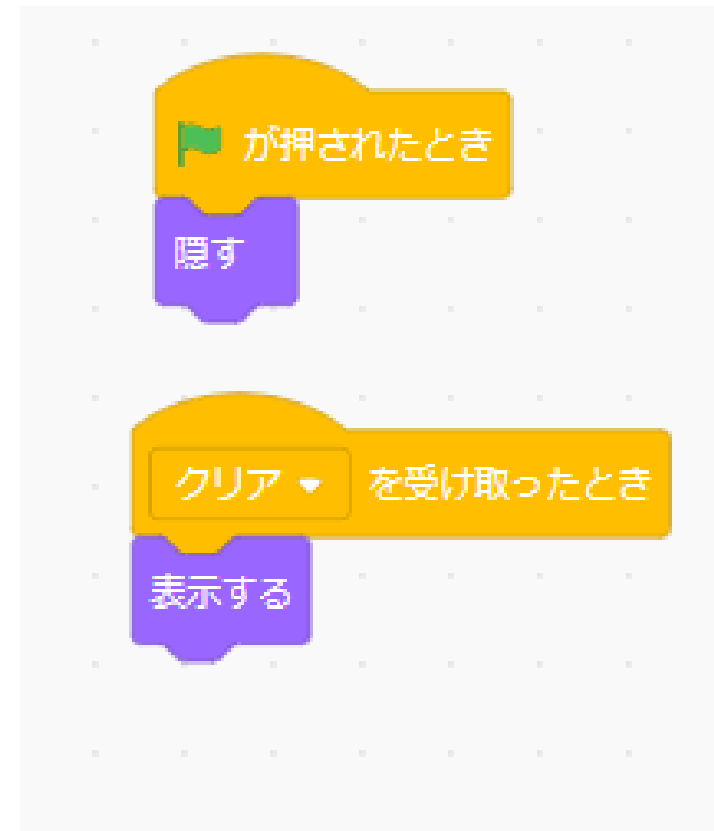 が押されたとき
隠す
クリア を受け取ったとき
表示する